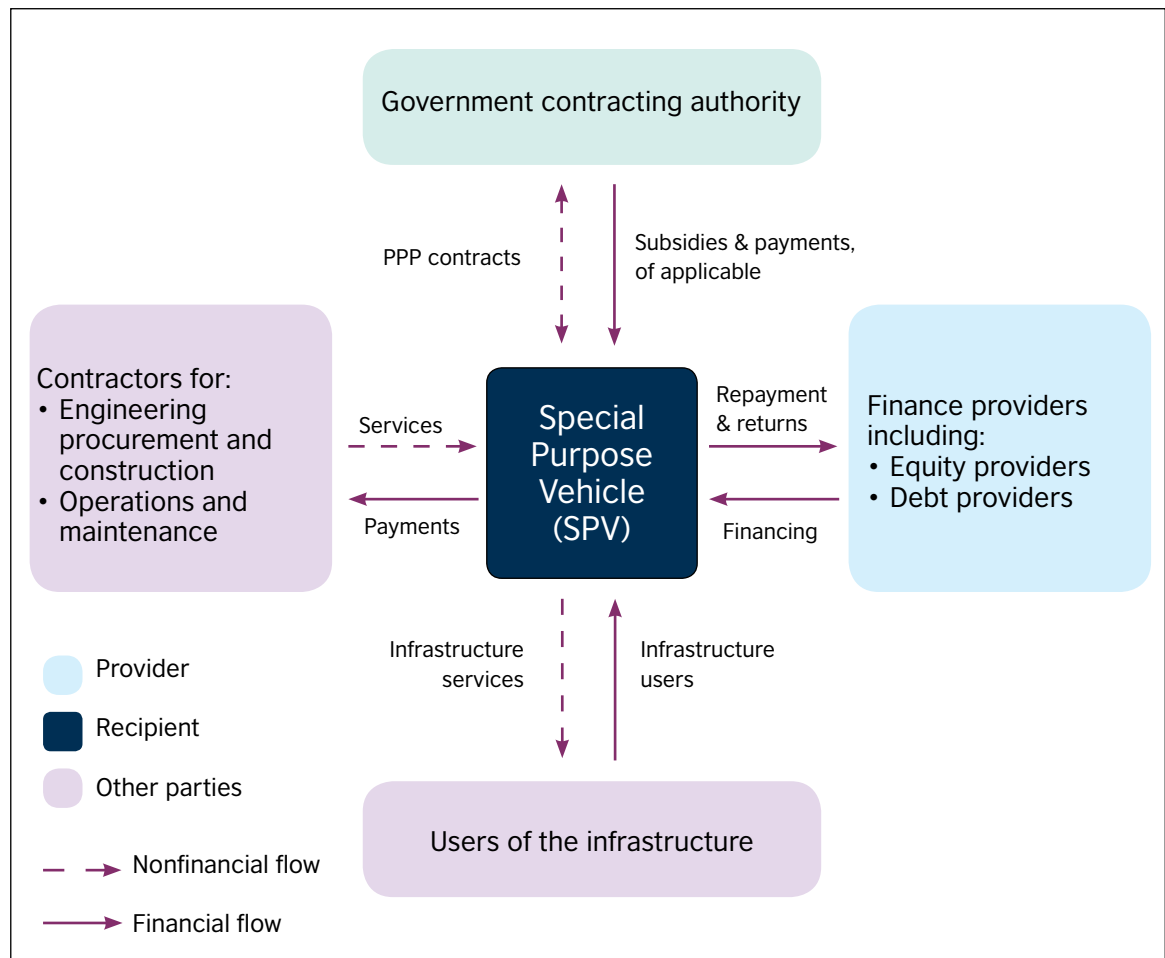 Government contracting authority
PPP contracts
Subsidies & payments,
of applicable
Contractors for:
• Engineering
procurement and
construction
• Operations and
maintenance
Services
Payments
Special
Purpose
Vehicle
(SPV)
Repayment
& returns
Financing
Finance providers
including:
• Equity providers
• Debt providers
Infrastructure
services
Infrastructure
users
Provider
Recipient
Other parties
Nonfinancial flow
Financial flow
Users of the infrastructure